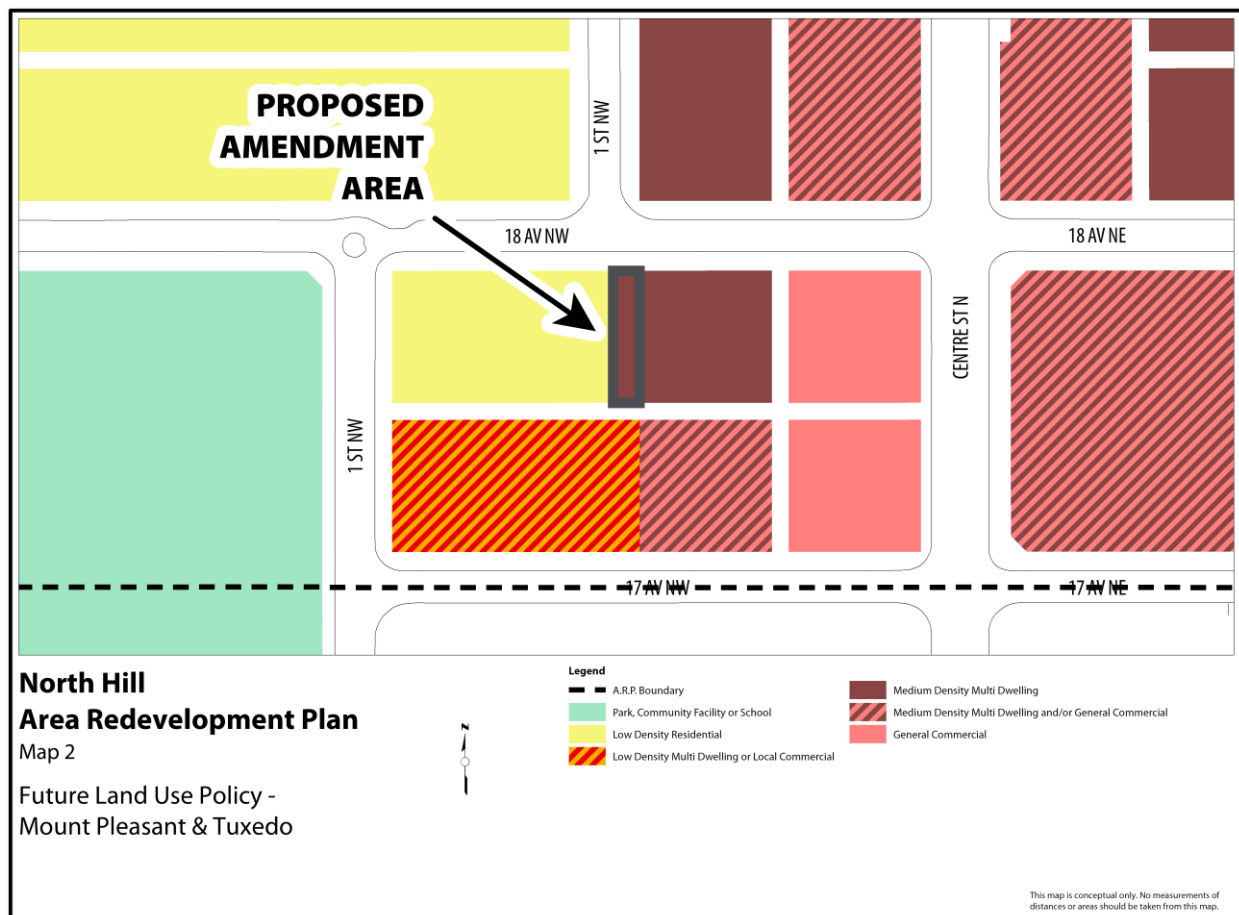 PROPOSED
AMENDMENT
AREA
1 ST NW
18 AV NW
18 AV NE
CENTRE ST N
1 ST NW
17 AV NW
17 AV NE
North Hill
Area Redevelopment Plan
Map 2
Future Land Use Policy -
Mount Pleasant & Tuxedo
N
Legend
A.R.P. Boundary
Park, Community Facility or School
Low Density Residential
Low Density Multi Dwelling or Local Commercial
Medium Density Multi Dwelling
Medium Density Multi Dwelling and/or General Commercial
General Commercial
This map is conceptual only. No measurements of
distances or areas should be taken from this map.